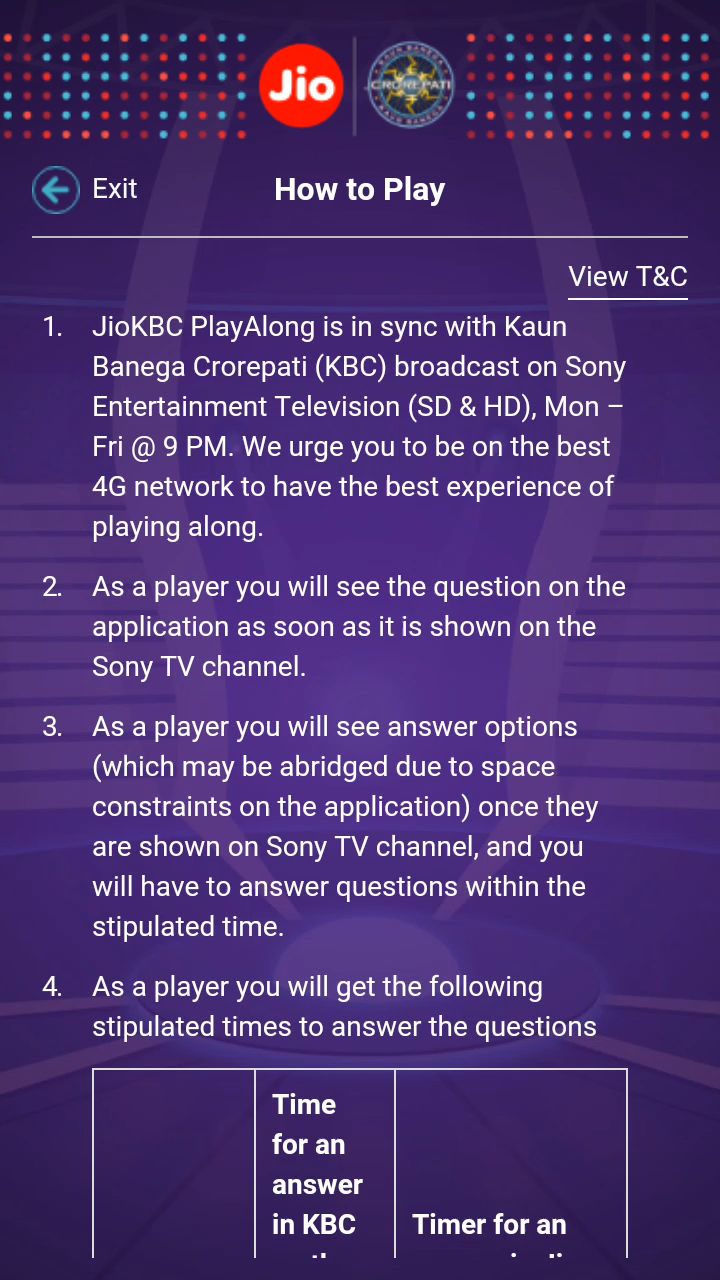 Jio
KAUN BANEGA
CROREPATI
KAUN BANEGA
Exit
How to Play
View T&C
1. JioKBC PlayAlong is in sync with Kaun
Banega Crorepati (KBC) broadcast on Sony
Entertainment Television (SD & HD), Mon –
Fri @ 9 PM. We urge you to be on the best
4G network to have the best experience of
playing along.
2. As a player you will see the question on the
application as soon as it is shown on the
Sony TV channel.
3. As a player you will see answer options
(which may be abridged due to space
constraints on the application) once they
are shown on Sony TV channel, and you
will have to answer questions within the
stipulated time.
4. As a player you will get the following
stipulated times to answer the questions
Time
for an
answer
in KBC
Timer for an